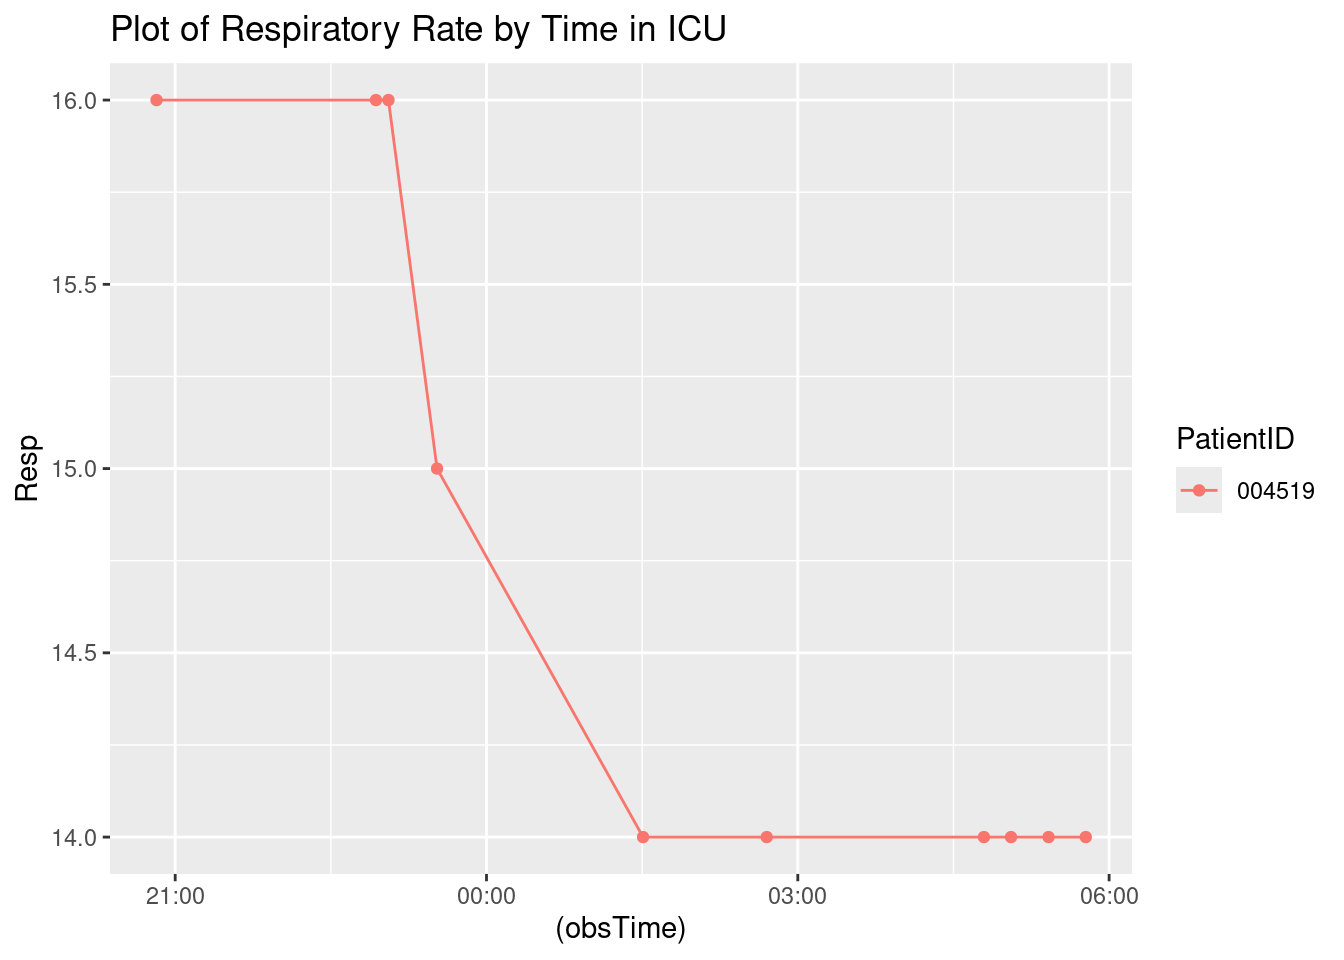 Plot of Respiratory Rate by Time in ICU
16.0
15.5
15.0
14.5
14.0
Resp
21:00 00:00 03:00 06:00
(obsTime)
PatientID
004519